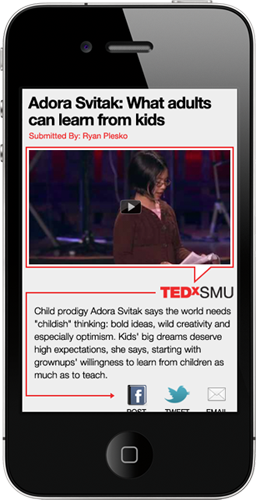 Adora Svitak: What adults
can learn from kids
Submitted By: Ryan Plesko
TEDxSMU
Child prodigy Adora Svitak says the world needs
"childish" thinking: bold ideas, wild creativity and
especially optimism. Kids' big dreams deserve
high expectations, she says, starting with
grownups' willingness to learn from children as
much as to teach.
POST TWEET EMAIL